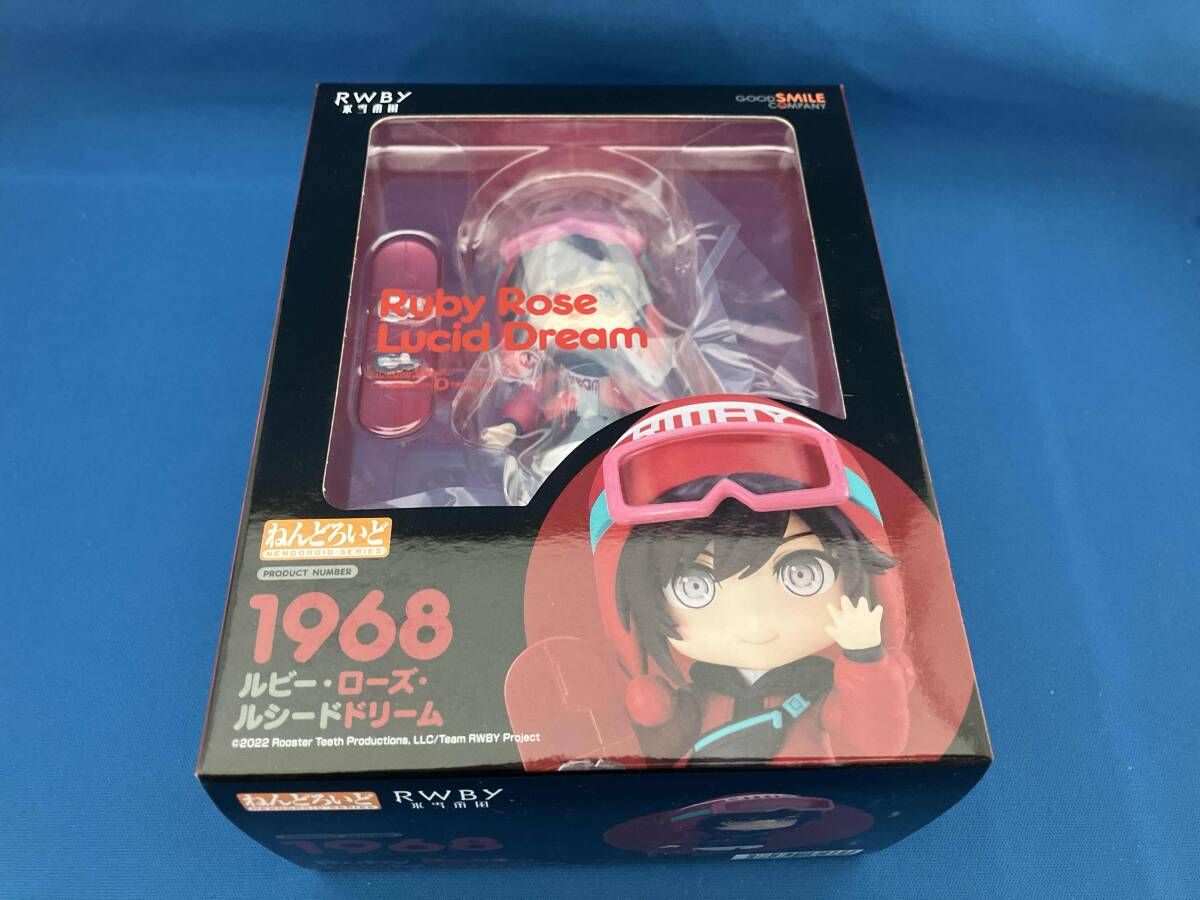 RWBY
氷雪帝国
GOOD SMILE
COMPANY
Ruby Rose
Lucid Dream
RWBY
ねんどろいど
NENDOROID·SERIES
PRODUCT NUMBER
1968
ルビー・ローズ・
ルシードドリーム
©2022 Rooster Teeth Productions, LLC/Team RWBY Project
ねんどろいど
RWBY
氷雪帝国
1968